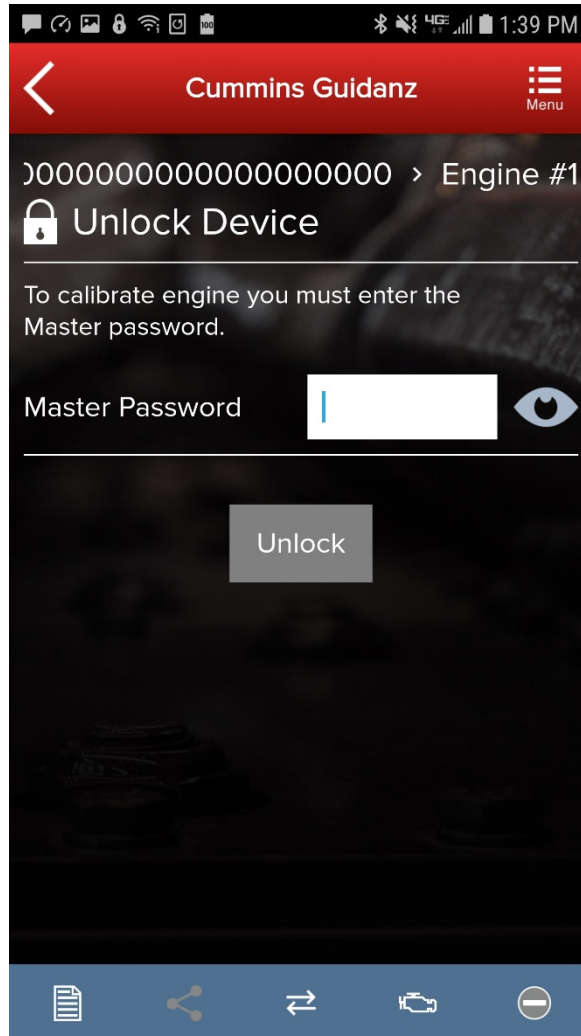 1:39 PM
Cummins Guidanz
Menu
0000000000000000000 > Engine #1
Unlock Device
To calibrate engine you must enter the
Master password.
Master Password
Unlock